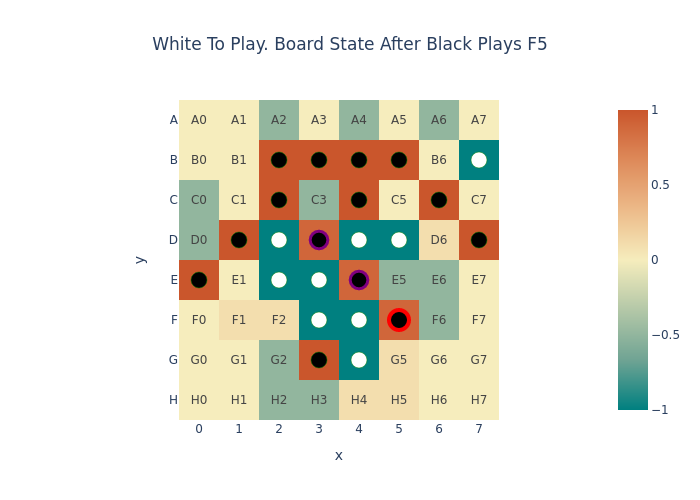 White To Play. Board State After Black Plays F5
A A0 A1 A2 A3 A4 A5 A6 A7
B B0 B1 B6
C C0 C1 C3 C5 C7
D D0 D6
E E1 E5 E6 E7
F F0 F1 F2 F6 F7
G G0 G1 G2 G5 G6 G7
H H0 H1 H2 H3 H4 H5 H6 H7
0 1 2 3 4 5 6 7
x
y
1
0.5
0
−0.5
−1